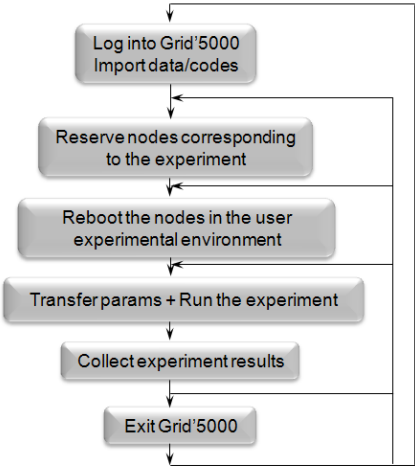 Log into Grid'5000
Import data/codes
Reserve nodes corresponding
to the experiment
Reboot the nodes in the user
experimental environment
Transfer params + Run the experiment
Collect experiment results
Exit Grid'5000